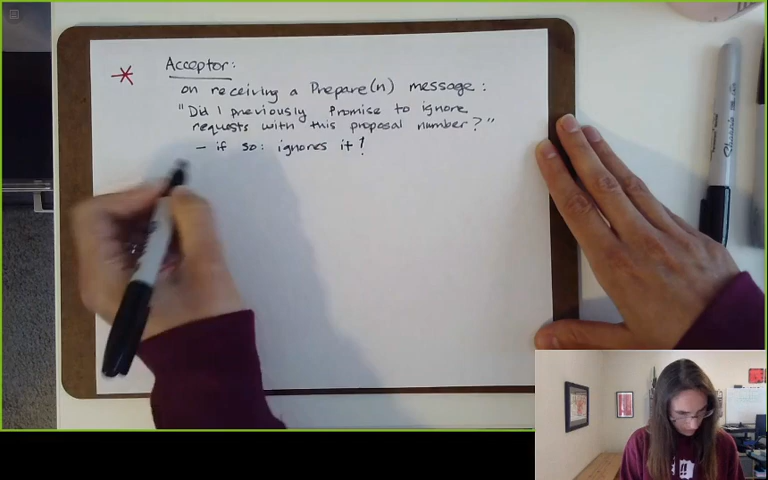 * Acceptor:
on receiving a Prepare(n) message:
"Did I previously promise to ignore
requests with this proposal number?"
- if so: ignores it!
Sharpie